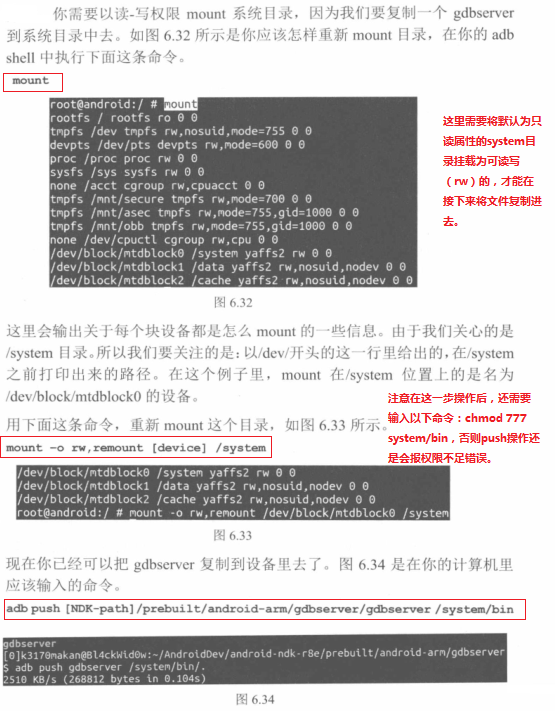 你需要以读-写权限 mount 系统目录，因为我们要复制一个 gdbserver
到系统目录中去。如图 6.32 所示是你应该怎样重新 mount 目录，在你的 adb
shell 中执行下面这条命令。
mount
root@android:/ # mount
rootfs / rootfs ro 0 0
tmpfs /dev tmpfs rw,nosuid,mode=755 0 0
devpts /dev/pts devpts rw,mode=600 0 0
proc /proc proc rw 0 0
sysfs /sys sysfs rw 0 0
none /acct cgroup rw,cpuacct 0 0
tmpfs /mnt/secure tmpfs rw,mode=700 0 0
tmpfs /mnt/asec tmpfs rw,mode=755,gid=1000 0 0
tmpfs /mnt/obb tmpfs rw,mode=755,gid=1000 0 0
none /dev/cpuctl cgroup rw,cpu 0 0
/dev/block/mtdblock0 /system yaffs2 rw 0 0
/dev/block/mtdblock1 /data yaffs2 rw,nosuid,nodev 0 0
/dev/block/mtdblock2 /cache yaffs2 rw,nosuid,nodev 0 0
这里需要将默认为只
读属性的system目
录挂载为可读写
（rw）的，才能在
接下来将文件复制进
去。
图 6.32
这里会输出关于每个块设备都是怎么 mount 的一些信息。由于我们关心的是
/system 目录。所以我们要关注的是：以/dev/开头的这一行里给出的，在/system
之前打印出来的路径。在这个例子里，mount 在/system 位置上的是名为
/dev/block/mtdblock0 的设备。
用下面这条命令，重新 mount 这个目录，如图 6.33 所示。
mount –o rw,remount [device] /system
注意在这一步操作后，还需要
输入以下命令：chmod 777
system/bin，否则push操作还
是会报权限不足错误。
/dev/block/mtdblock0 /system yaffs2 rw 0 0
/dev/block/mtdblock1 /data yaffs2 rw,nosuid,nodev 0 0
/dev/block/mtdblock2 /cache yaffs2 rw,nosuid,nodev 0 0
root@android:/ # mount -o rw,remount /dev/block/mtdblock0 /system
图 6.33
现在你已经可以把 gdbserver 复制到设备里去了。图 6.34 是在你的计算机里
应该输入的命令。
adb push [NDK-path]/prebuilt/android-arm/gdbserver/gdbserver /system/bin
gdbserver
[0]k3170makan@Bl4ckWid0w:~/AndroidDev/android-ndk-r8e/prebuilt/android-arm/gdbserver
$ adb push gdbserver /system/bin/.
2510 KB/s (268812 bytes in 0.104s)
图 6.34